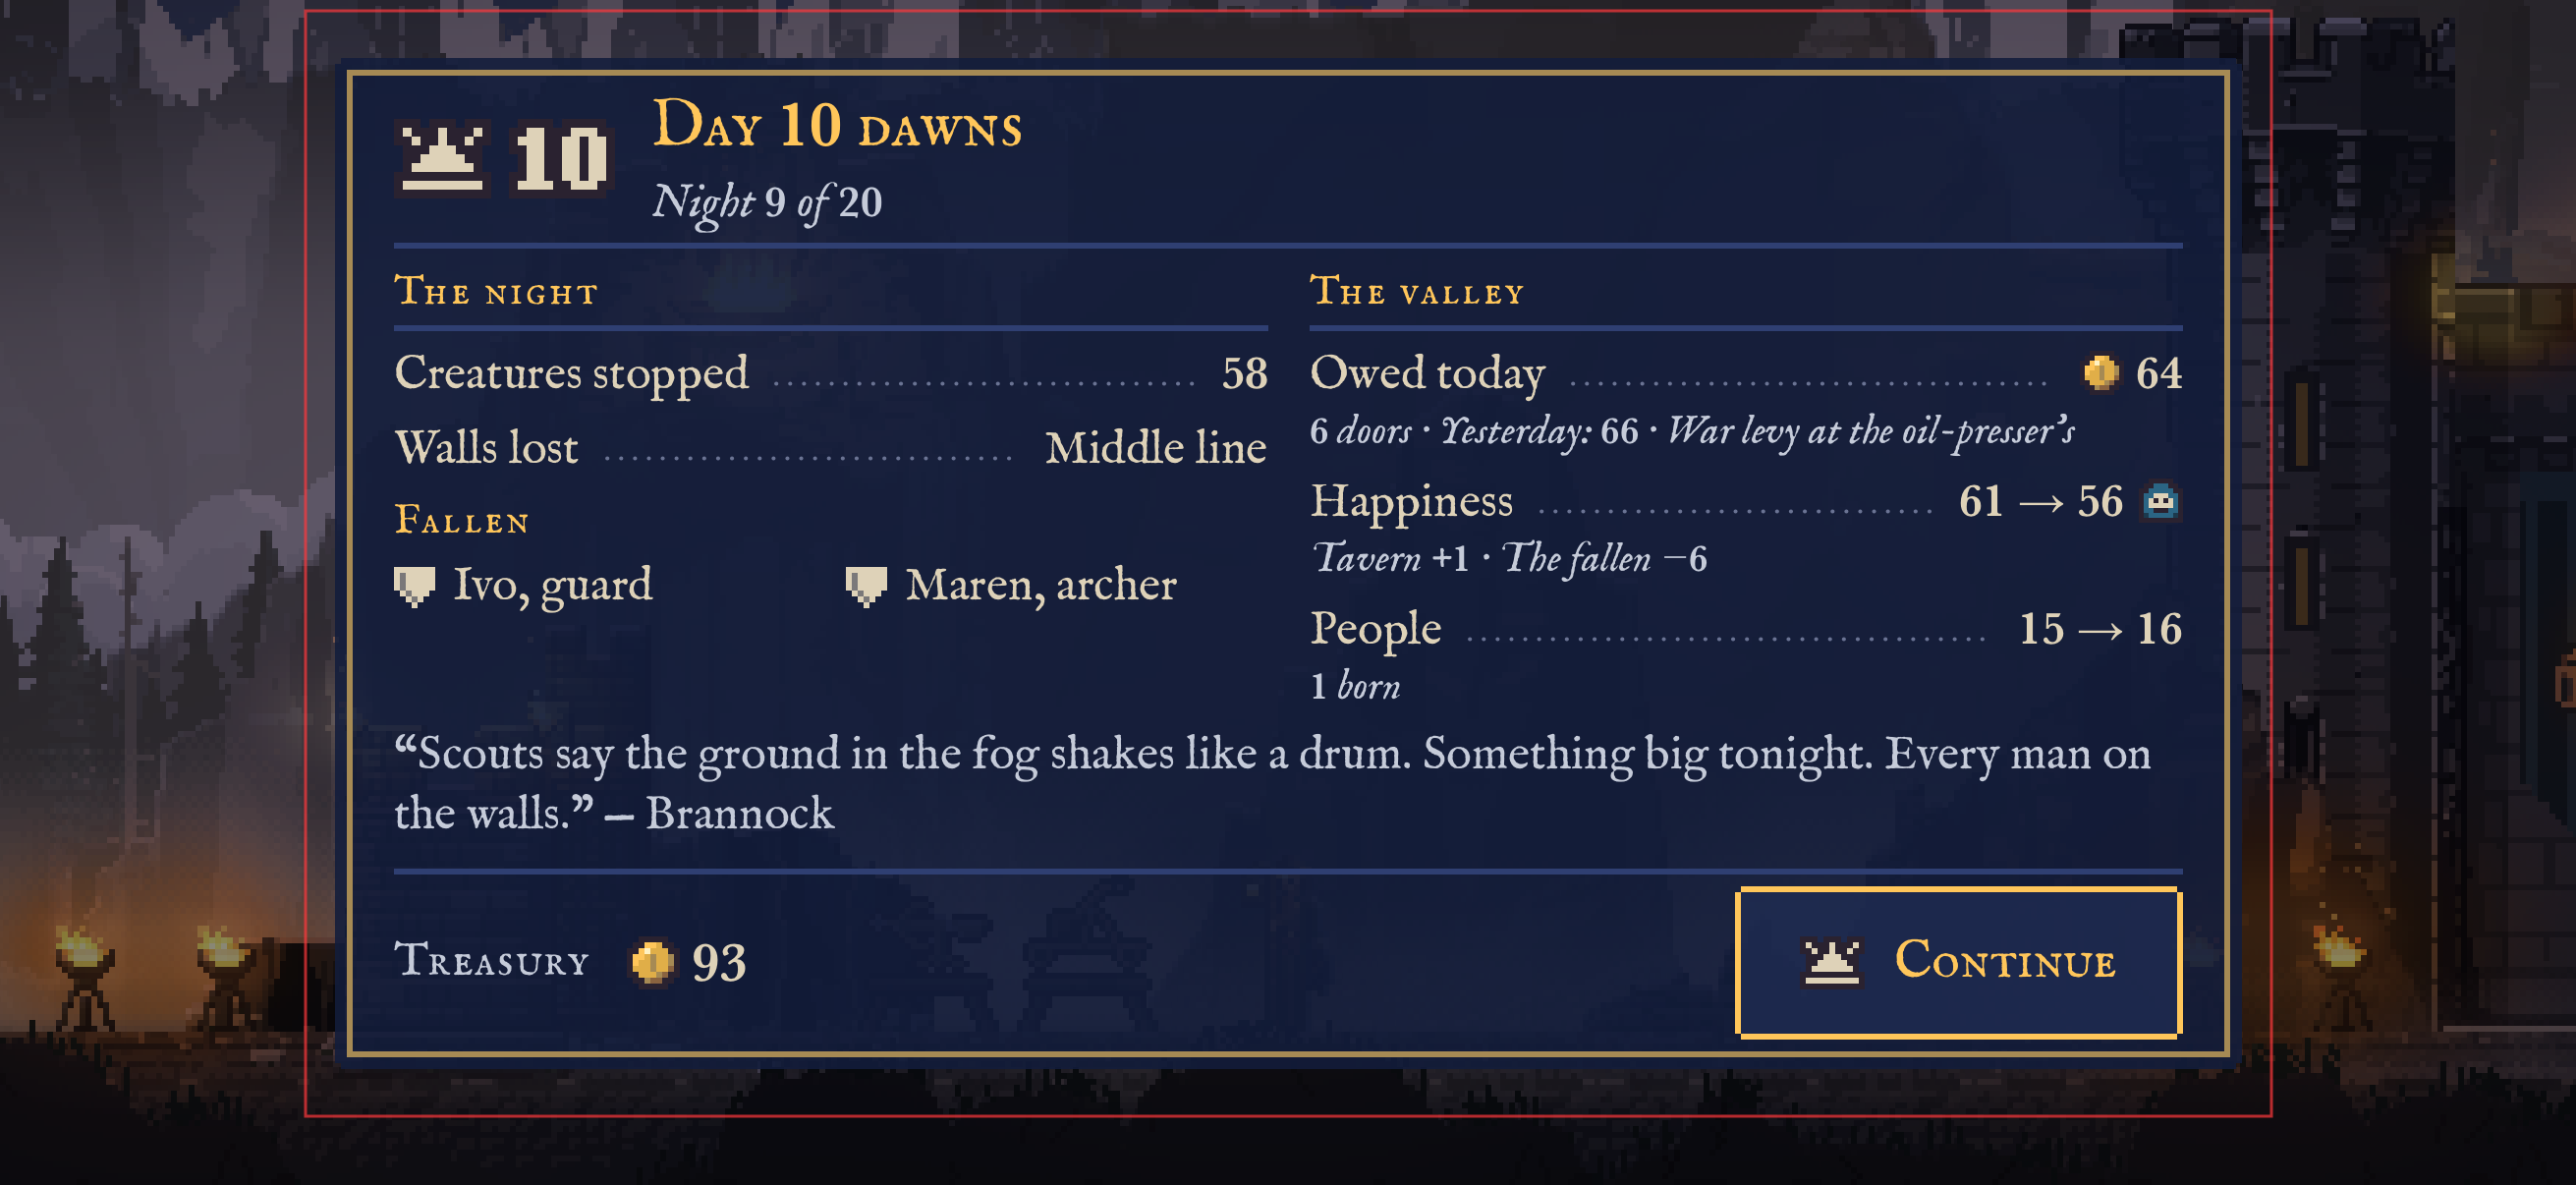 10
Day 10 dawns
Night 9 of 20
The night
Creatures stopped 58
Walls lost Middle line
Fallen
Ivo, guard
Maren, archer
The valley
Owed today 64
6 doors · Yesterday: 66 · War levy at the oil-presser’s
Happiness 61 → 56
Tavern +1 · The fallen −6
People 15 → 16
1 born
“Scouts say the ground in the fog shakes like a drum. Something big tonight. Every man on
the walls.” — Brannock
Treasury 93
Continue